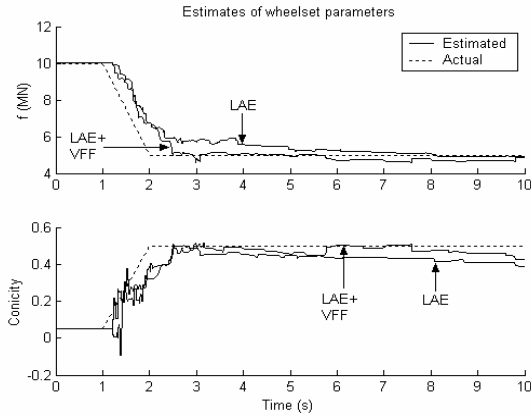 Estimates of wheelset parameters
12
10
8
6
4
f (MN)
Estimated
Actual
LAE
LAE+
VFF
0 1 2 3 4 5 6 7 8 9 10
0.6
0.4
0.2
0
-0.2
Conicity
LAE+
VFF
LAE
0 1 2 3 4 5 6 7 8 9 10
Time (s)